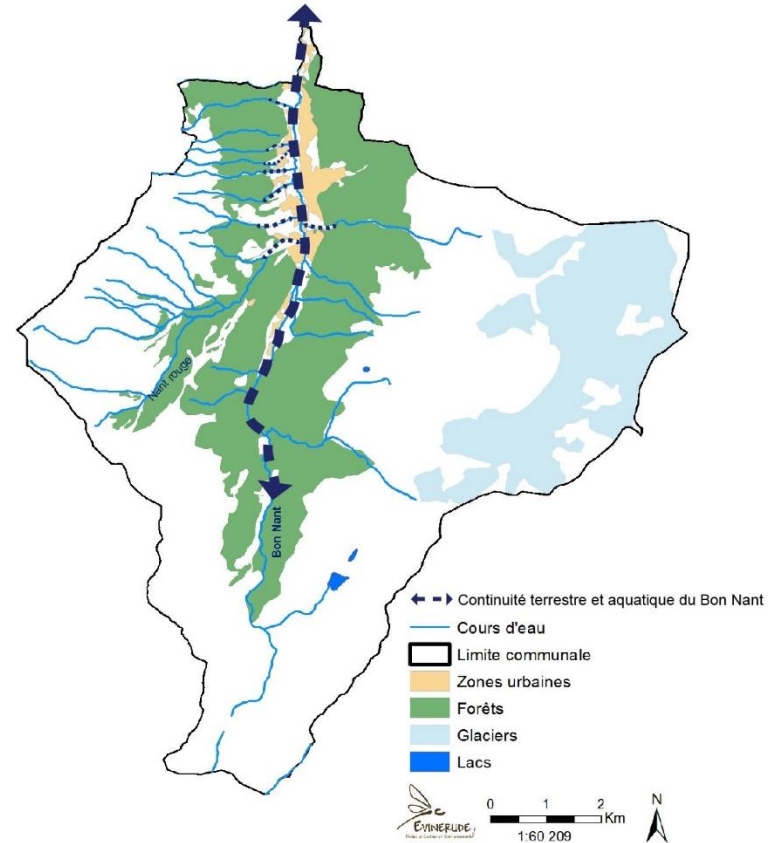 Nant rouge
Bon Nant
Continuité terrestre et aquatique du Bon Nant
Cours d'eau
Limite communale
Zones urbaines
Forêts
Glaciers
Lacs
EVINERUDE
0 1 2 Km
1:60 209
N